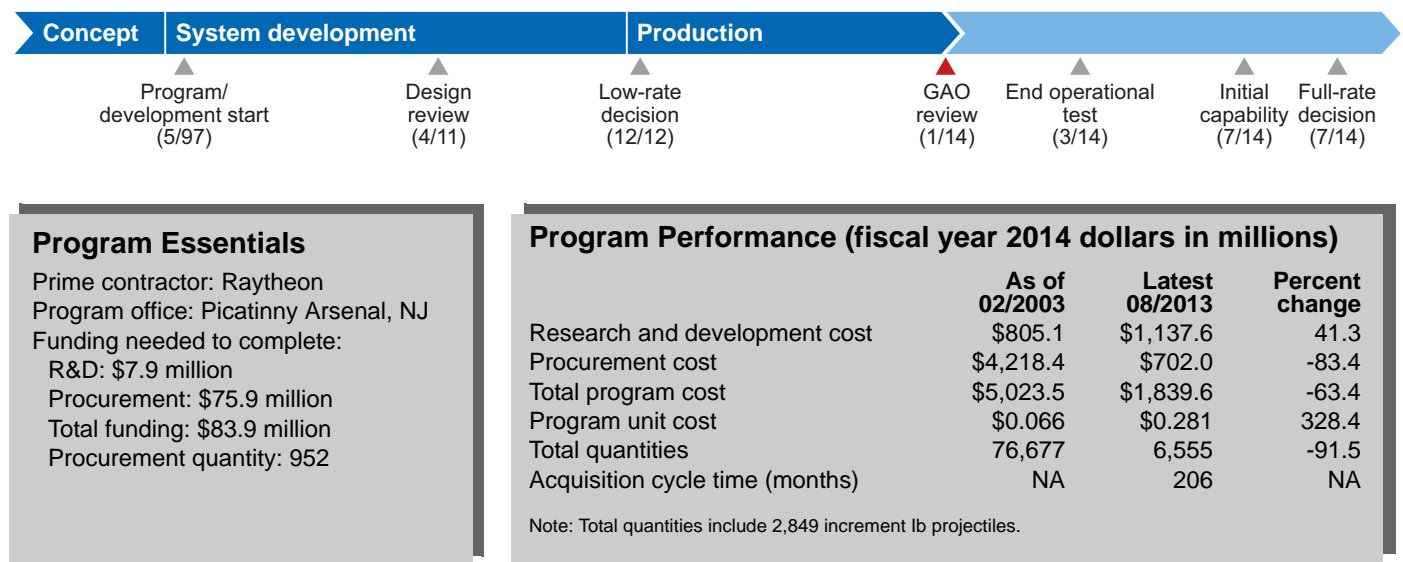 Concept System development Production
Program/
development start
(5/97)
Design
review
(4/11)
Low-rate
decision
(12/12)
GAO
review
(1/14)
End operational
test
(3/14)
Initial
capability
(7/14)
Full-rate
decision
(7/14)
Program Essentials
Prime contractor: Raytheon
Program office: Picatinny Arsenal, NJ
Funding needed to complete:
R&D: $7.9 million
Procurement: $75.9 million
Total funding: $83.9 million
Procurement quantity: 952
Program Performance (fiscal year 2014 dollars in millions)
As of
02/2003
Latest
08/2013
Percent
change
Research and development cost $805.1 $1,137.6 41.3
Procurement cost $4,218.4 $702.0 -83.4
Total program cost $5,023.5 $1,839.6 -63.4
Program unit cost $0.066 $0.281 328.4
Total quantities 76,677 6,555 -91.5
Acquisition cycle time (months) NA 206 NA
Note: Total quantities include 2,849 increment Ib projectiles.